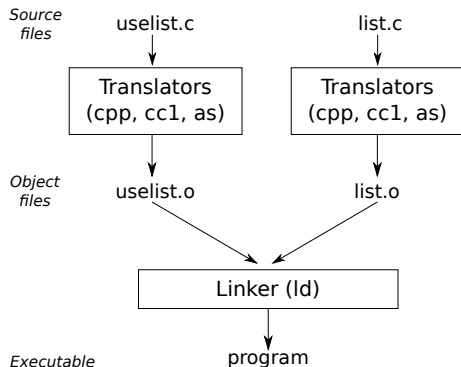 Source
files
uselist.c
list.c
Translators
(cpp, cc1, as)
Translators
(cpp, cc1, as)
Object
files
uselist.o
list.o
Linker (ld)
Executable
program